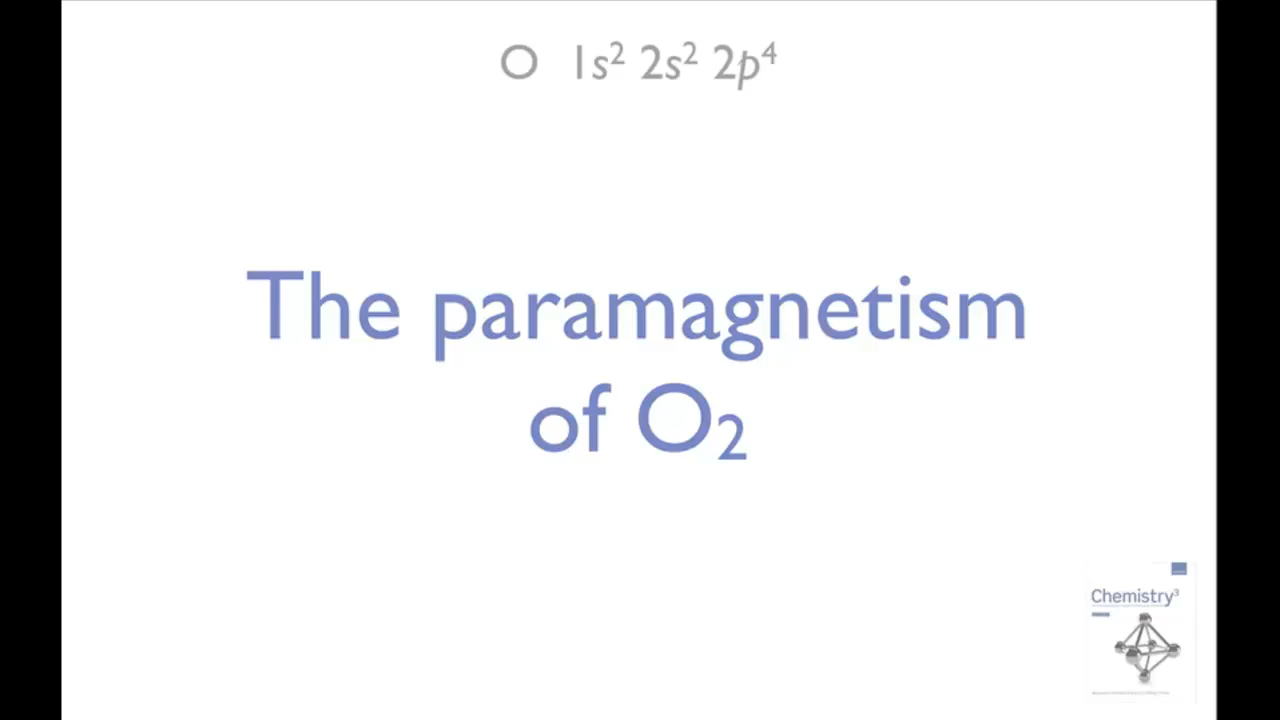 O 1s² 2s² 2p⁴
The paramagnetism
of O₂
Chemistry³